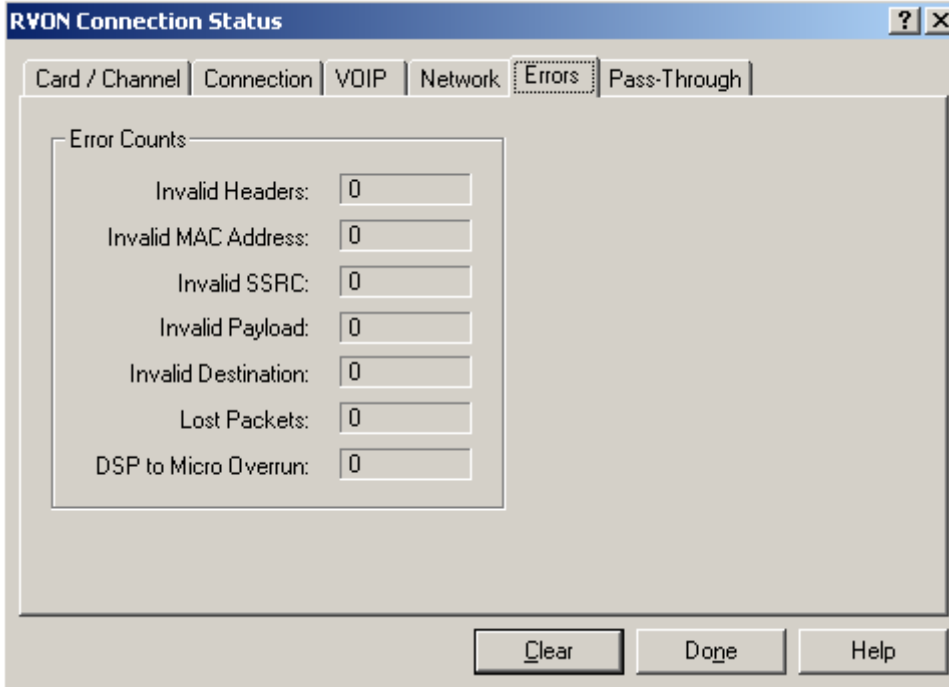 RVON Connection Status
Card / Channel Connection VOIP Network Errors Pass-Through
Error Counts
Invalid Headers: 0
Invalid MAC Address: 0
Invalid SSRC: 0
Invalid Payload: 0
Invalid Destination: 0
Lost Packets: 0
DSP to Micro Overrun: 0
Clear Done Help